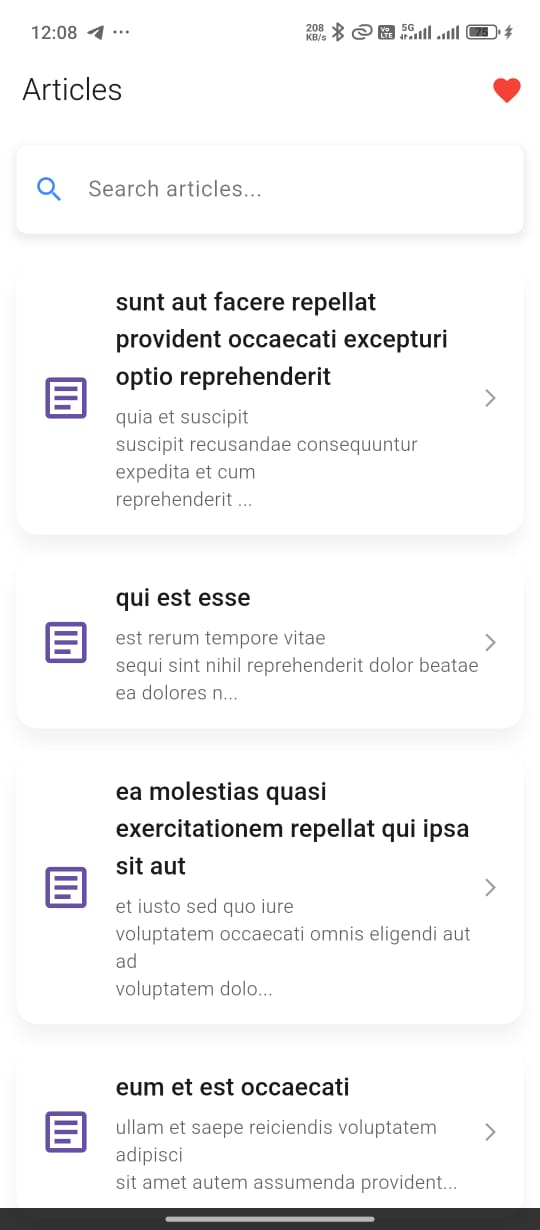 12:08
208
KB/s
Vo
LTE
5G
75
Articles
Search articles...
sunt aut facere repellat
provident occaecati excepturi
optio reprehenderit
quia et suscipit
suscipit recusandae consequuntur
expedita et cum
reprehenderit ...
qui est esse
est rerum tempore vitae
sequi sint nihil reprehenderit dolor beatae
ea dolores n...
ea molestias quasi
exercitationem repellat qui ipsa
sit aut
et iusto sed quo iure
voluptatem occaecati omnis eligendi aut
ad
voluptatem dolo...
eum et est occaecati
ullam et saepe reiciendis voluptatem
adipisci
sit amet autem assumenda provident...